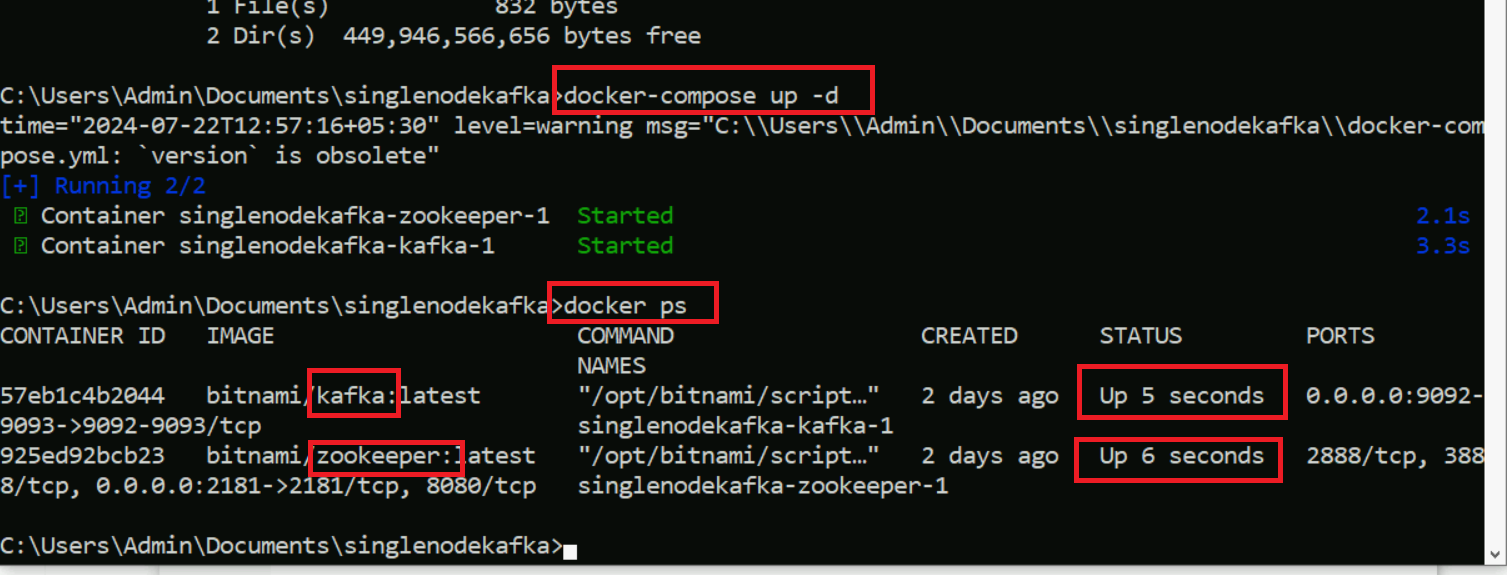 1 File(s)            832 bytes
2 Dir(s)  449,946,566,656 bytes free
C:\Users\Admin\Documents\singlenodekafka>docker-compose up -d
time="2024-07-22T12:57:16+05:30" level=warning msg="C:\\Users\\Admin\\Documents\\singlenodekafka\\docker-com
pose.yml: `version` is obsolete"
[+] Running 2/2
Container singlenodekafka-zookeeper-1  Started 2.1s
Container singlenodekafka-kafka-1      Started 3.3s
C:\Users\Admin\Documents\singlenodekafka>docker ps
CONTAINER ID   IMAGE                      COMMAND                  CREATED      STATUS         PORTS
NAMES
57eb1c4b2044   bitnami/kafka:latest       "/opt/bitnami/script…"   2 days ago   Up 5 seconds   0.0.0.0:9092-
9093->9092-9093/tcp                       singlenodekafka-kafka-1
925ed92bcb23   bitnami/zookeeper:latest   "/opt/bitnami/script…"   2 days ago   Up 6 seconds   2888/tcp, 388
8/tcp, 0.0.0.0:2181->2181/tcp, 8080/tcp   singlenodekafka-zookeeper-1
C:\Users\Admin\Documents\singlenodekafka>